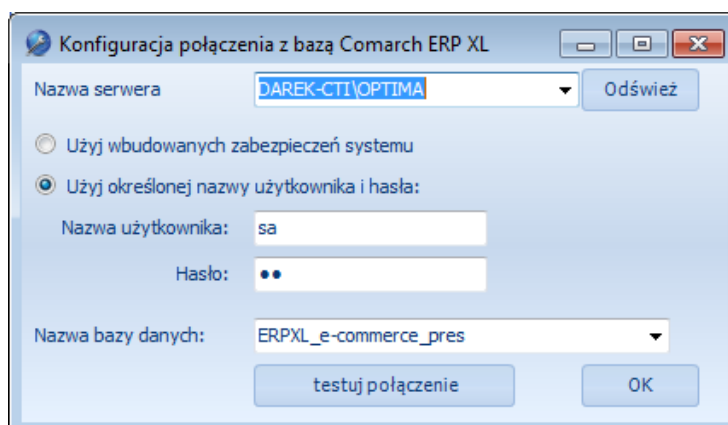 Konfiguracja połączenia z bazą Comarch ERP XL
Nazwa serwera DAREK-CTI\OPTIMA Odśwież
Użyj wbudowanych zabezpieczeń systemu
Użyj określonej nazwy użytkownika i hasła:
Nazwa użytkownika: sa
Hasło: ●●
Nazwa bazy danych: ERPXL_e-commerce_pres
testuj połączenie OK